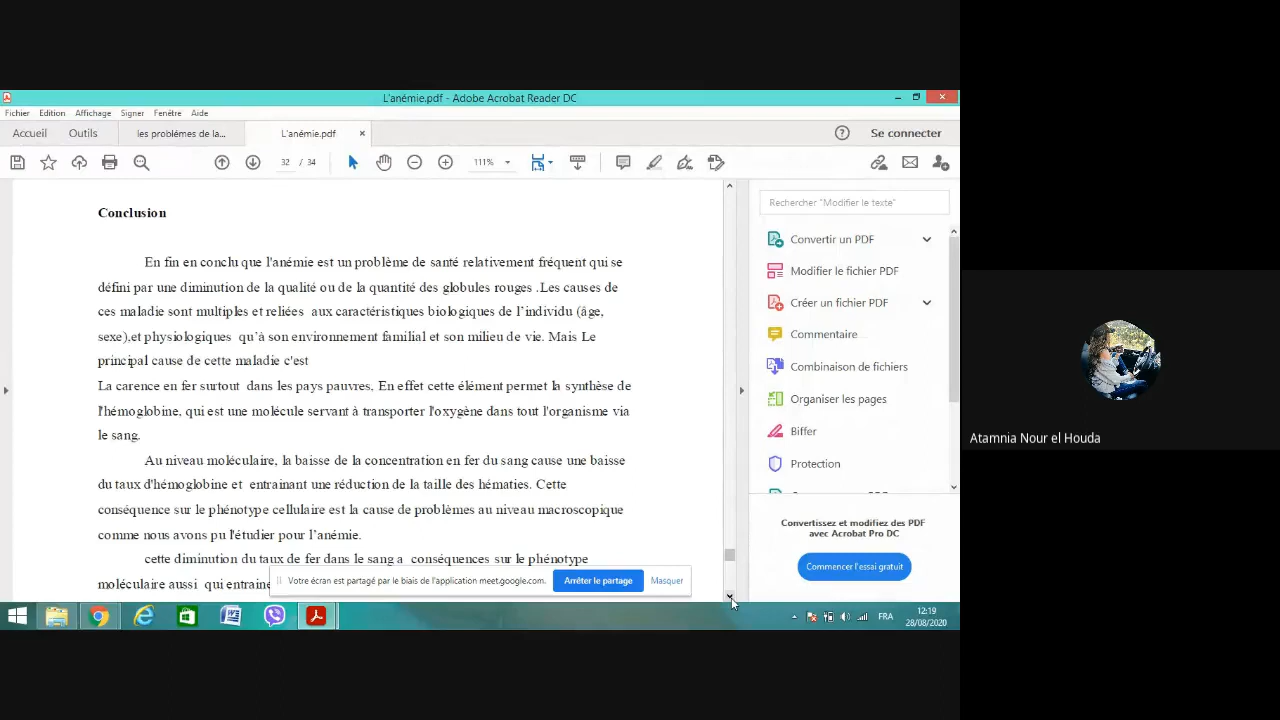 L'anémie.pdf - Adobe Acrobat Reader DC
Fichier Edition Affichage Signer Fenêtre Aide
Accueil Outils les problèmes de la... L'anémie.pdf Se connecter
32 / 34 111%
Conclusion
En fin en conclu que l'anémie est un problème de santé relativement fréquent qui se
défini par une diminution de la qualité ou de la quantité des globules rouges .Les causes de
ces maladie sont multiples et reliées aux caractéristiques biologiques de l'individu (âge,
sexe),et physiologiques qu'à son environnement familial et son milieu de vie. Mais Le
principal cause de cette maladie c'est
La carence en fer surtout dans les pays pauvres, En effet cette élément permet la synthèse de
l'hémoglobine, qui est une molécule servant à transporter l'oxygène dans tout l'organisme via
le sang.
Au niveau moléculaire, la baisse de la concentration en fer du sang cause une baisse
du taux d'hémoglobine et entrainant une réduction de la taille des hématies. Cette
conséquence sur le phénotype cellulaire est la cause de problèmes au niveau macroscopique
comme nous avons pu l'étudier pour l'anémie.
cette diminution du taux de fer dans le sang a conséquences sur le phénotype
moléculaire aussi qui entraine
Votre écran est partagé par le biais de l'application meet.google.com. Arrêter le partage Masquer
Rechercher "Modifier le texte"
Convertir un PDF
Modifier le fichier PDF
Créer un fichier PDF
Commentaire
Combinaison de fichiers
Organiser les pages
Biffer
Protection
Convertissez et modifiez des PDF
avec Acrobat Pro DC
Commencer l'essai gratuit
FRA
12:19
28/08/2020
Atamnia Nour el Houda